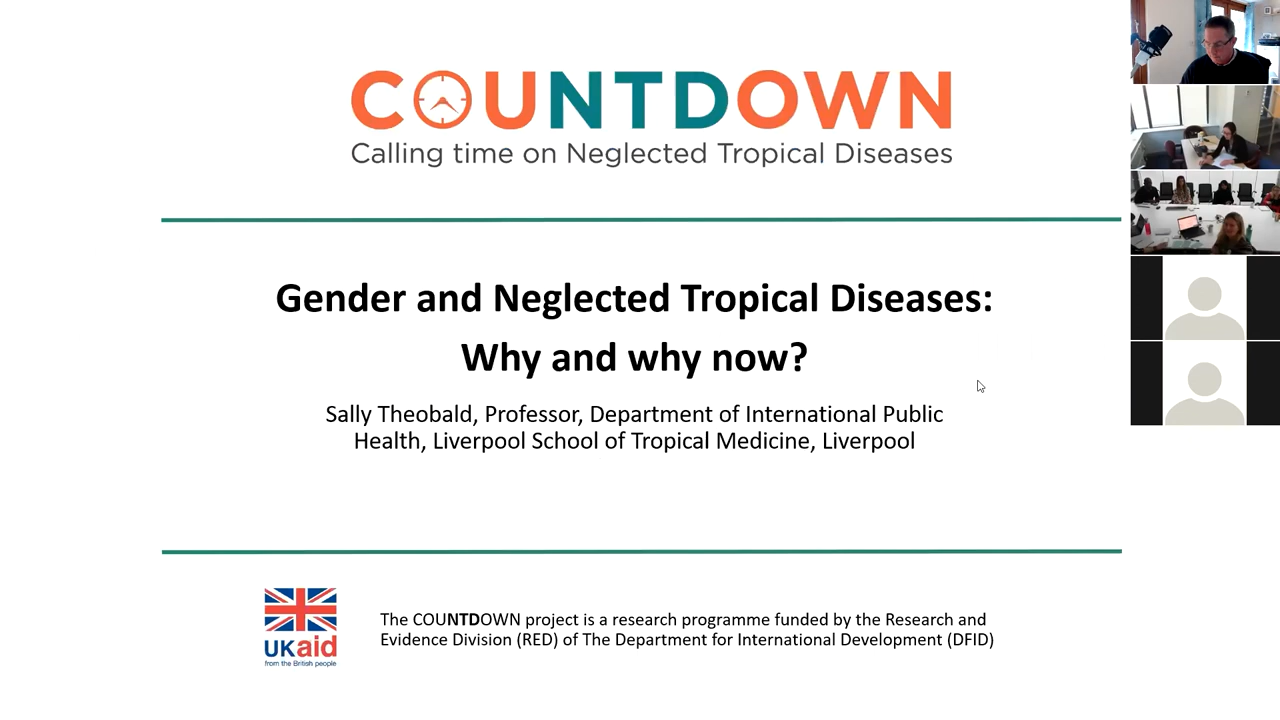 COUNTDOWN
Calling time on Neglected Tropical Diseases
Gender and Neglected Tropical Diseases:
Why and why now?
Sally Theobald, Professor, Department of International Public
Health, Liverpool School of Tropical Medicine, Liverpool
UKaid
from the British people
The COUNTDOWN project is a research programme funded by the Research and
Evidence Division (RED) of The Department for International Development (DFID)